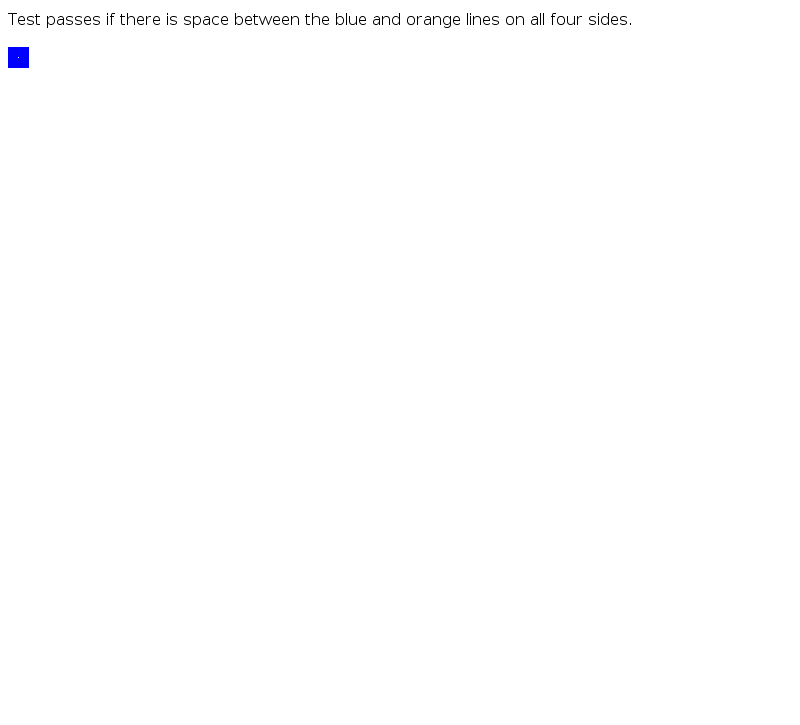 Test passes if there is space between the blue and orange lines on all four sides.